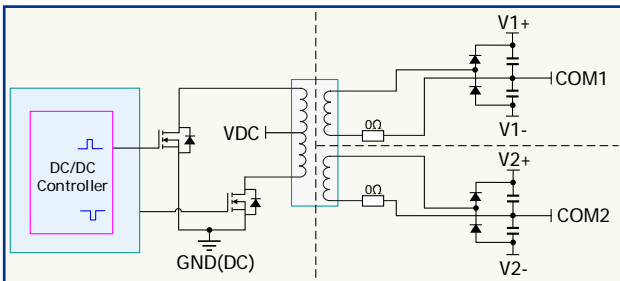 V1+
0Ω
COM1
VDC
V1-
DC/DC
Controller
V2+
0Ω
COM2
GND(DC)
V2-